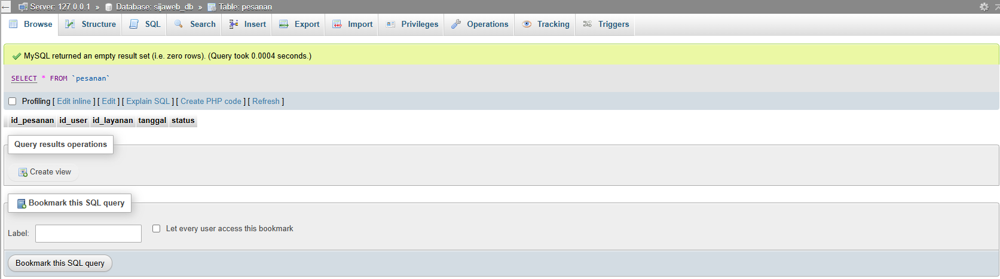 Server: 127.0.0.1 » Database: sijaweb_db » Table: pesanan
Browse Structure SQL Search Insert Export Import Privileges Operations Tracking Triggers
MySQL returned an empty result set (i.e. zero rows). (Query took 0.0004 seconds.)
SELECT * FROM `pesanan`
Profiling [ Edit inline ] [ Edit ] [ Explain SQL ] [ Create PHP code ] [ Refresh ]
id_pesanan id_user id_layanan tanggal status
Query results operations
Create view
Bookmark this SQL query
Label: Let every user access this bookmark
Bookmark this SQL query